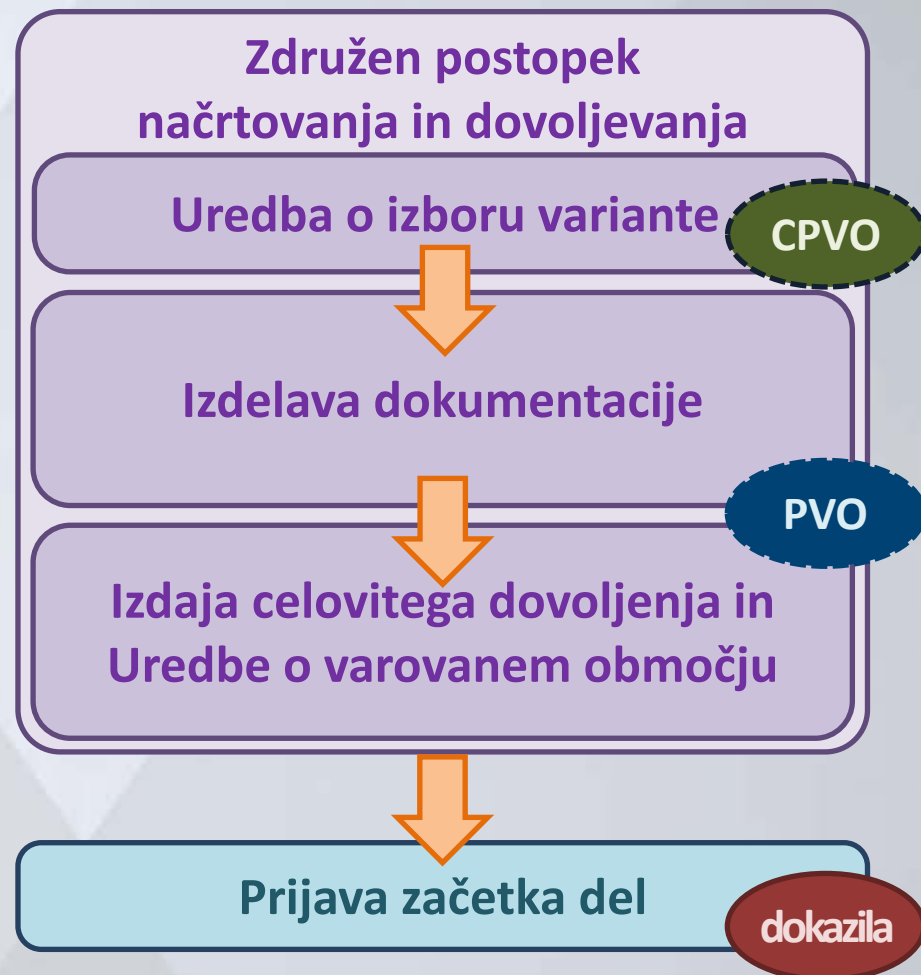 Združen postopek
načrtovanja in dovoljevanja
Uredba o izboru variante
CPVO
Izdelava dokumentacije
PVO
Izdaja celovitega dovoljenja in
Uredbe o varovanem območju
Prijava začetka del
dokazila